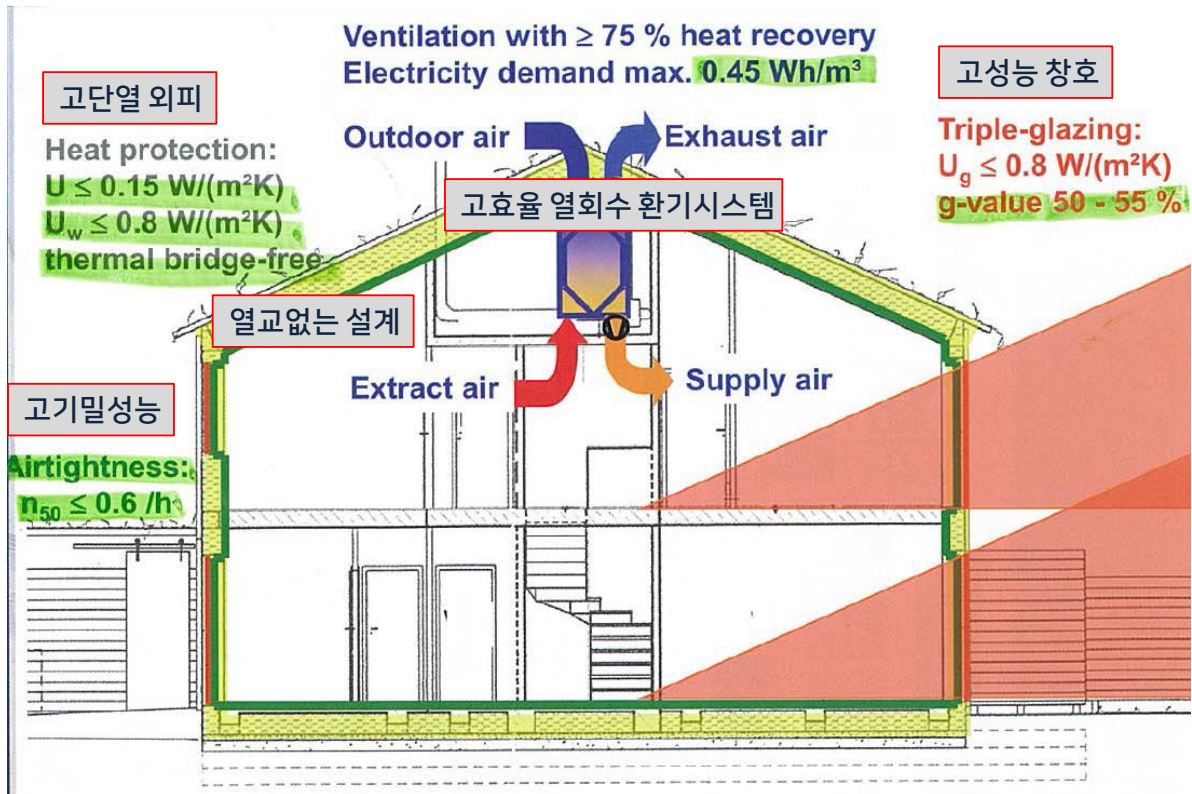 Ventilation with ≥ 75 % heat recovery
Electricity demand max. 0.45 Wh/m³
고단열 외피
Heat protection:
U ≤ 0.15 W/(m²K)
Uw ≤ 0.8 W/(m²K)
thermal bridge-free
Outdoor air
Exhaust air
고성능 창호
Triple-glazing:
Ug ≤ 0.8 W/(m²K)
g-value 50 - 55 %
고효율 열회수 환기시스템
열교없는 설계
Extract air
Supply air
고기밀성능
Airtightness:
n50 ≤ 0.6 /h